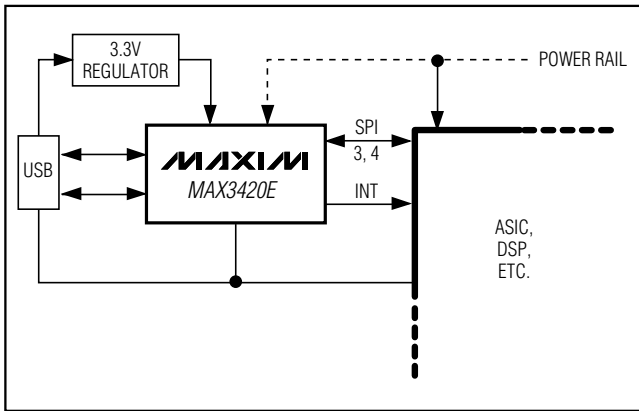 3.3V
REGULATOR
POWER RAIL
USB
MAXIM
MAX3420E
SPI
3, 4
INT
ASIC,
DSP,
ETC.